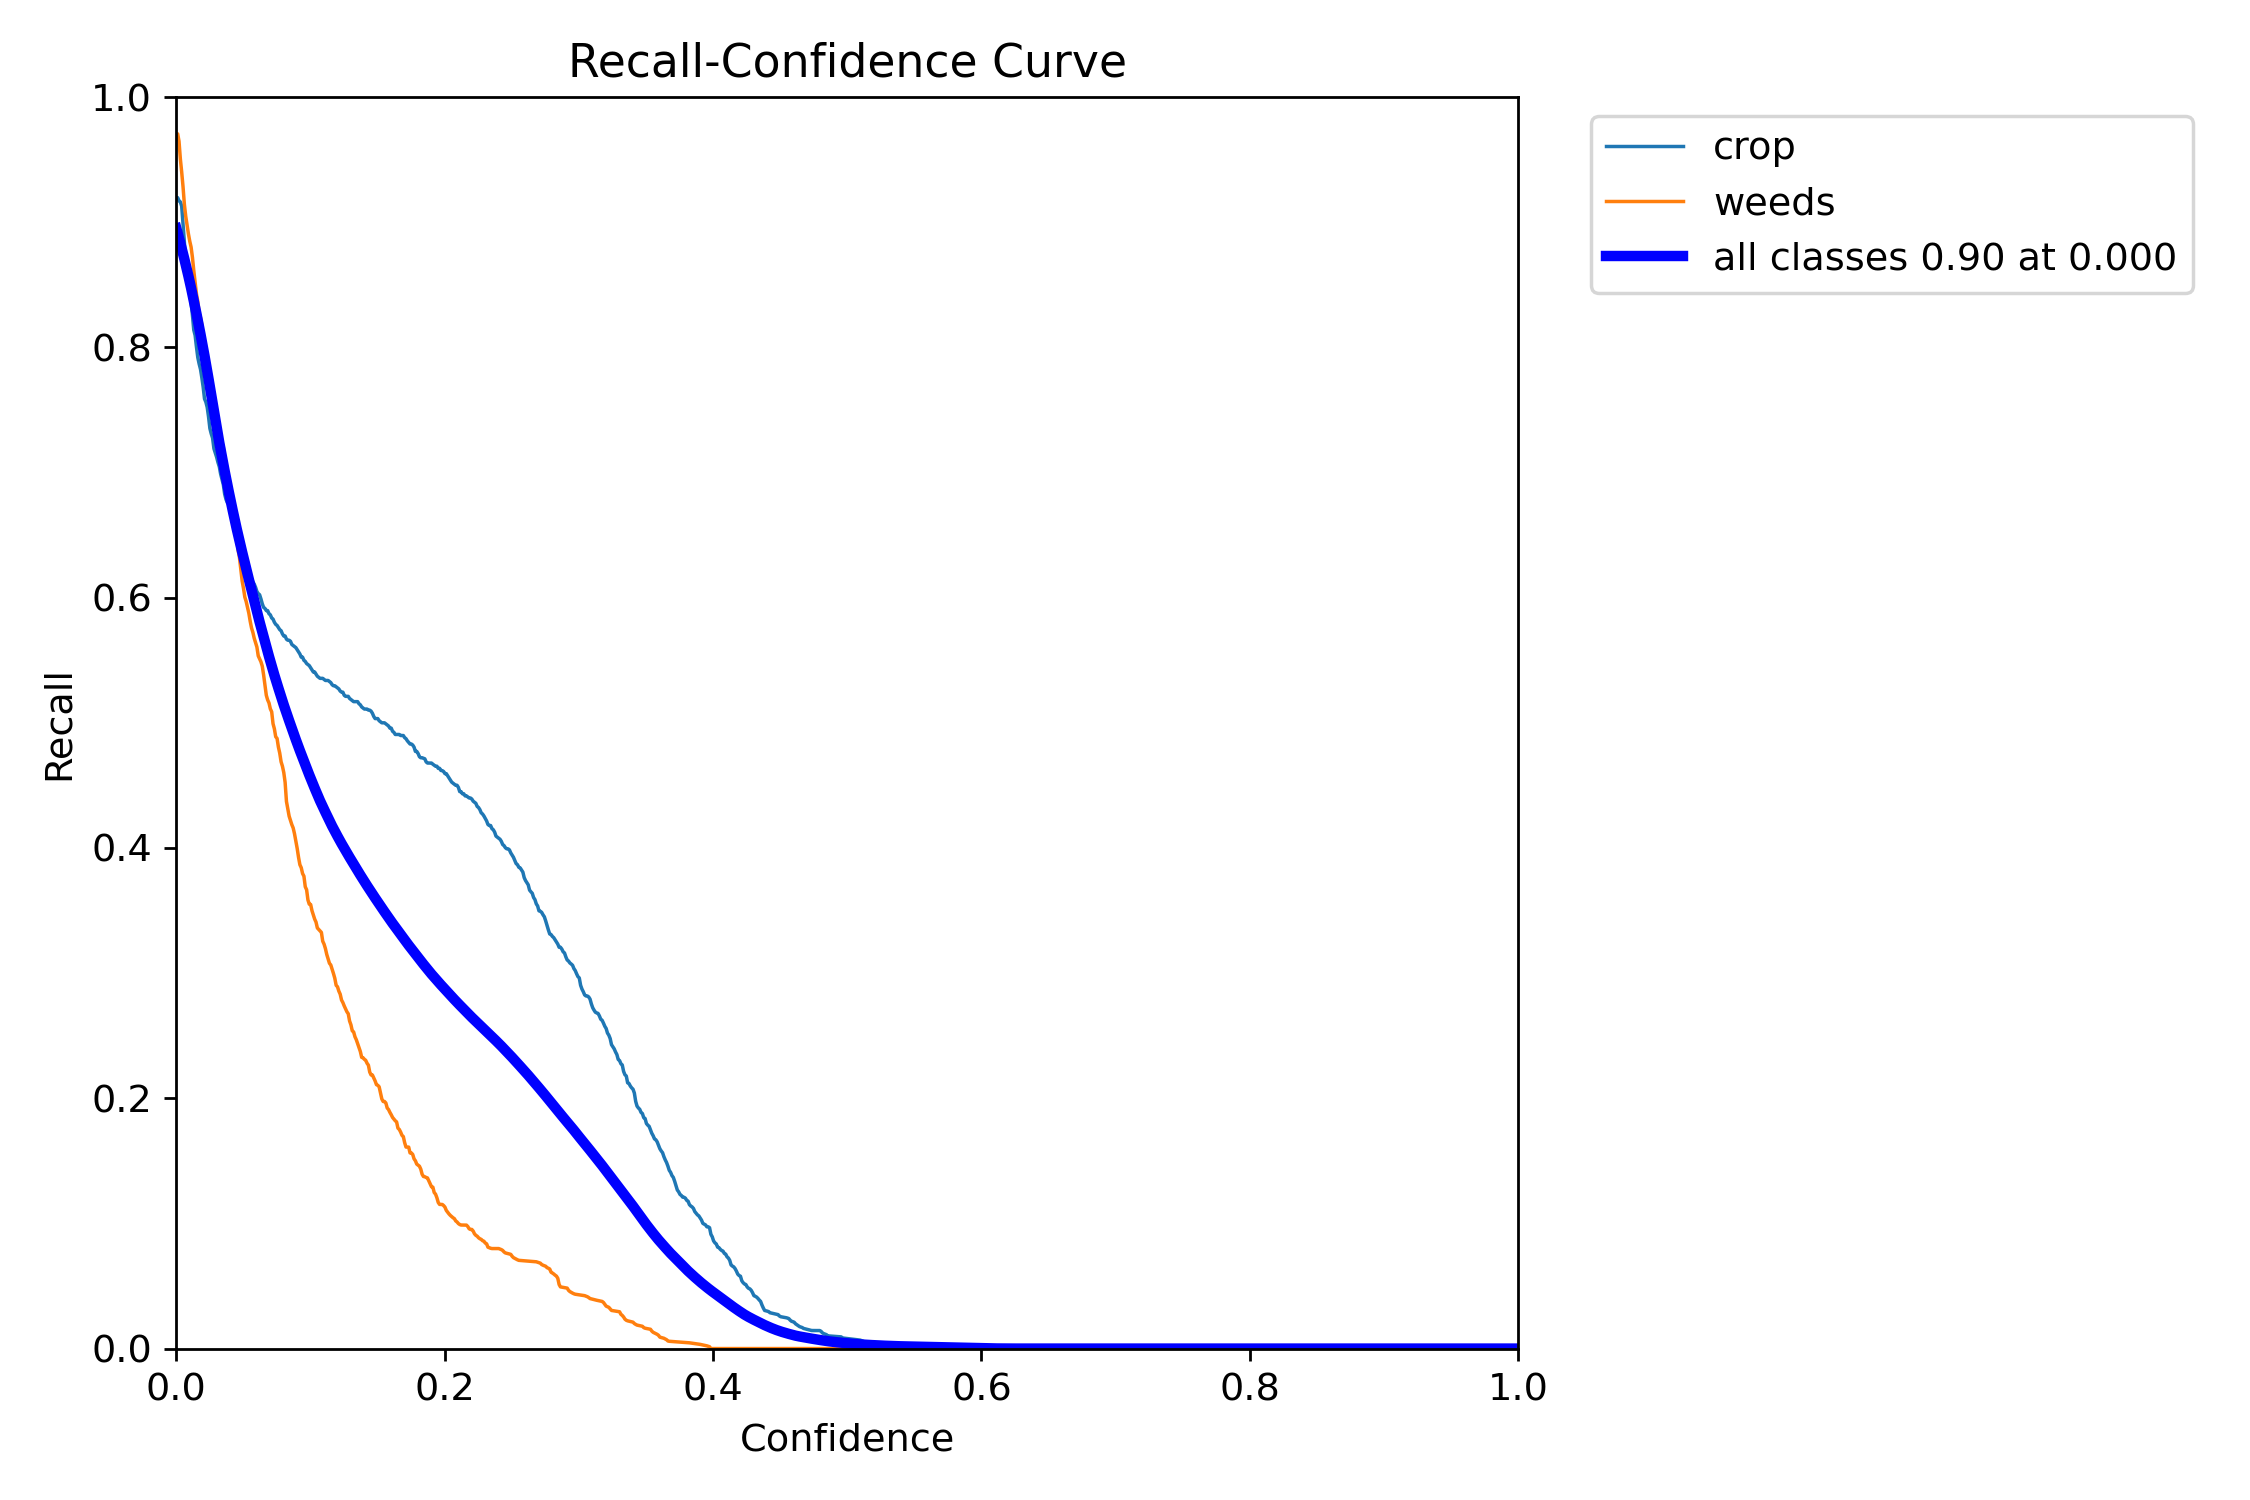 Recall-Confidence Curve
1.0
0.8
0.6
0.4
0.2
0.0
Recall
0.0 0.2 0.4 0.6 0.8 1.0
Confidence
crop
weeds
all classes 0.90 at 0.000